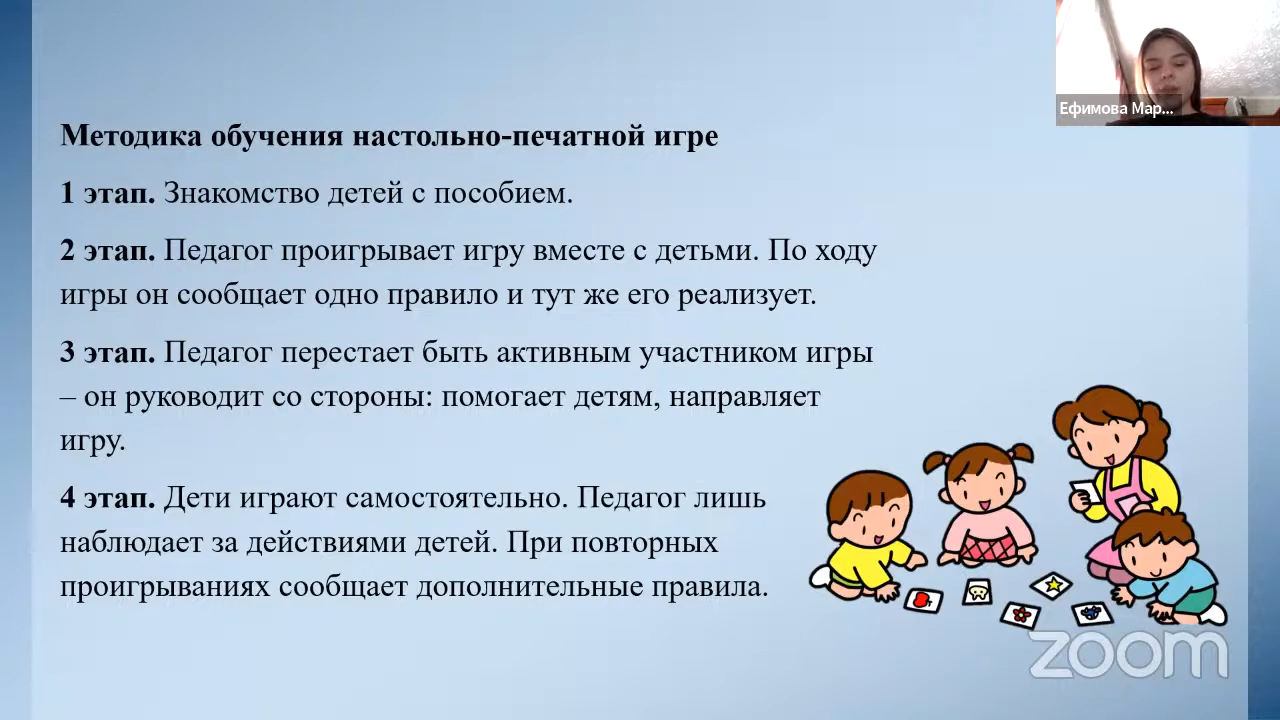 Ефимова Мар...
Методика обучения настольно-печатной игре
1 этап. Знакомство детей с пособием.
2 этап. Педагог проигрывает игру вместе с детьми. По ходу
игры он сообщает одно правило и тут же его реализует.
3 этап. Педагог перестает быть активным участником игры
– он руководит со стороны: помогает детям, направляет
игру.
4 этап. Дети играют самостоятельно. Педагог лишь
наблюдает за действиями детей. При повторных
проигрываниях сообщает дополнительные правила.
zoom